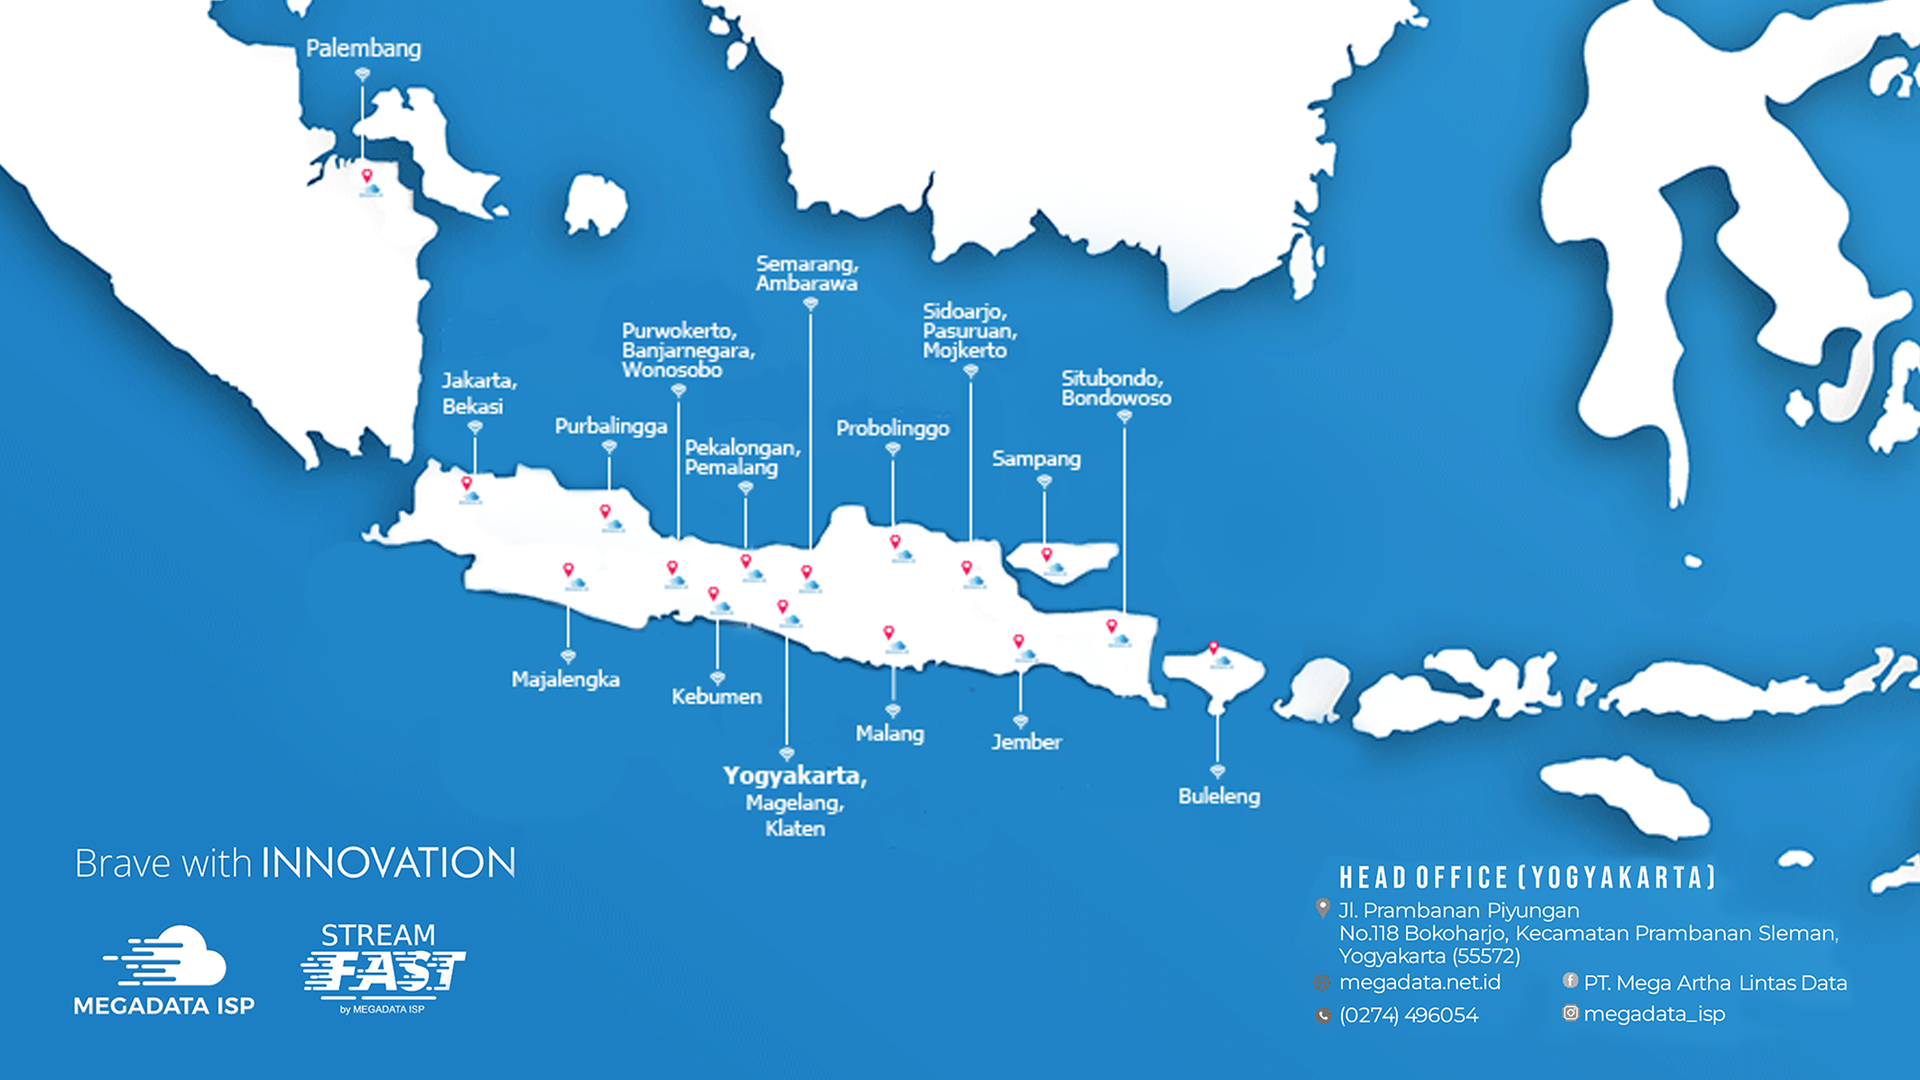 Palembang
Semarang,
Ambarawa
Sidoarjo,
Pasuruan,
Mojkerto
Purwokerto,
Banjarnegara,
Wonosobo
Situbondo,
Bondowoso
Jakarta,
Bekasi
Purbalingga
Pekalongan,
Pemalang
Probolinggo
Sampang
Majalengka
Kebumen
Malang
Jember
Yogyakarta,
Magelang,
Klaten
Buleleng
Brave with INNOVATION
MEGADATA ISP
STREAM
FAST
by MEGADATA ISP
HEAD OFFICE (YOGYAKARTA)
Jl. Prambanan Piyungan
No.118 Bokoharjo, Kecamatan Prambanan Sleman,
Yogyakarta (55572)
megadata.net.id
PT. Mega Artha Lintas Data
(0274) 496054
megadata_isp